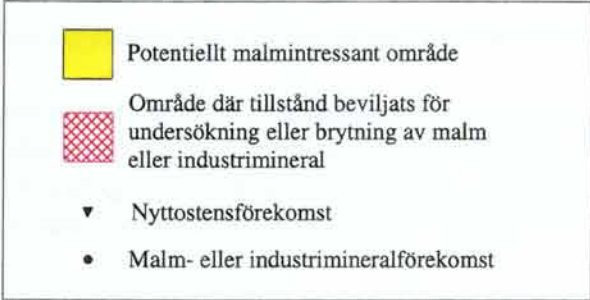 Potentiellt malmintressant område
Område där tillstånd beviljats för
undersökning eller brytning av malm
eller industrimineral
Nyttostensförekomst
Malm- eller industrimineralförekomst